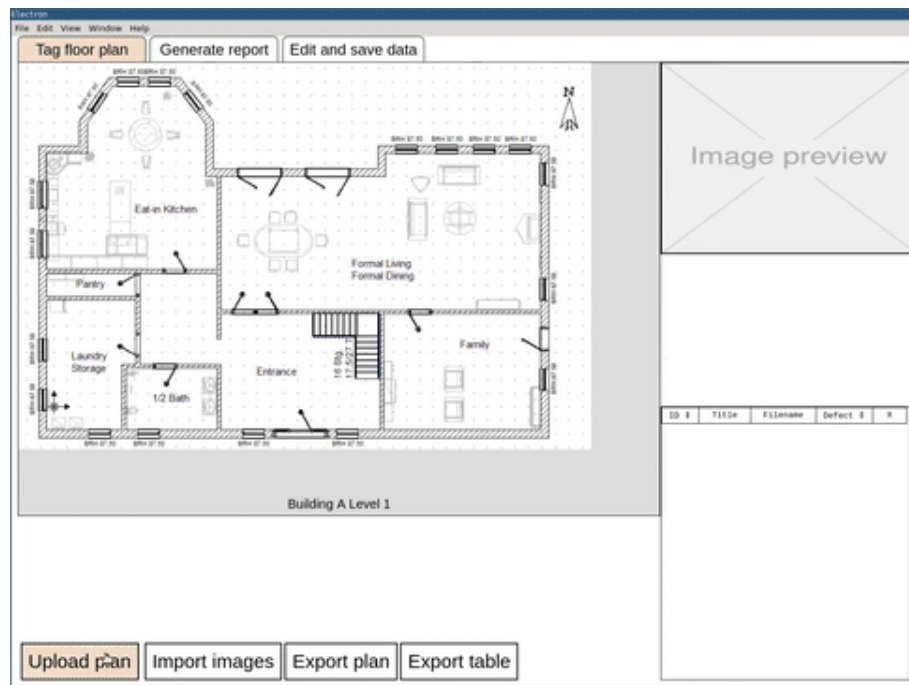 Electron
File Edit View Window Help
Tag floor plan Generate report Edit and save data
N
Image preview
Eat-in Kitchen
Formal Living
Formal Dining
Pantry
Laundry
Storage
Entrance
Family
1/2 Bath
16 Stg.
ID Title Filename Defect X
Building A Level 1
Upload plan Import images Export plan Export table